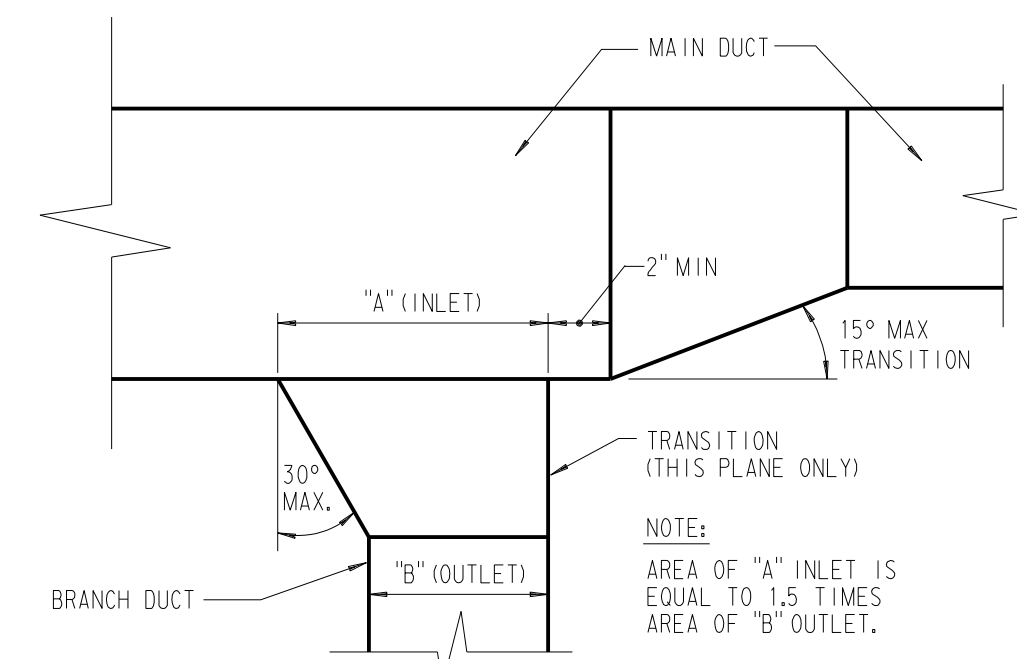 MAIN DUCT
2" MIN
"A" (INLET)
15° MAX
TRANSITION
TRANSITION
(THIS PLANE ONLY)
30°
MAX.
NOTE:
AREA OF "A" INLET IS
EQUAL TO 1.5 TIMES
AREA OF "B" OUTLET.
"B" (OUTLET)
BRANCH DUCT